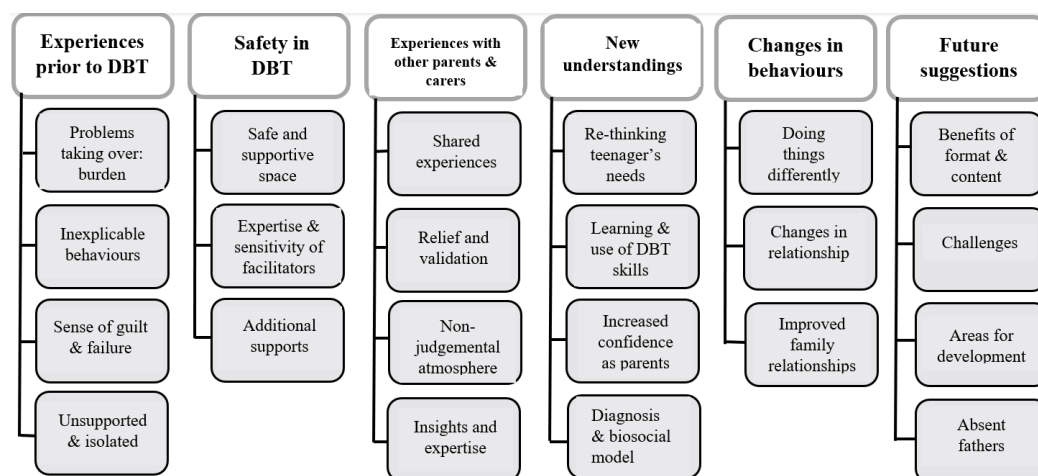 Experiences
prior to DBT
Problems
taking over:
burden
Inexplicable
behaviours
Sense of guilt
& failure
Unsupported
& isolated
Safety in
DBT
Safe and
supportive
space
Expertise &
sensitivity of
facilitators
Additional
supports
Experiences with
other parents &
carers
Shared
experiences
Relief and
validation
Non-
judgemental
atmosphere
Insights and
expertise
New
understandings
Re-thinking
teenager's
needs
Learning &
use of DBT
skills
Increased
confidence
as parents
Diagnosis
& biosocial
model
Changes in
behaviours
Doing
things
differently
Changes in
relationship
Improved
family
relationships
Future
suggestions
Benefits of
format &
content
Challenges
Areas for
development
Absent
fathers